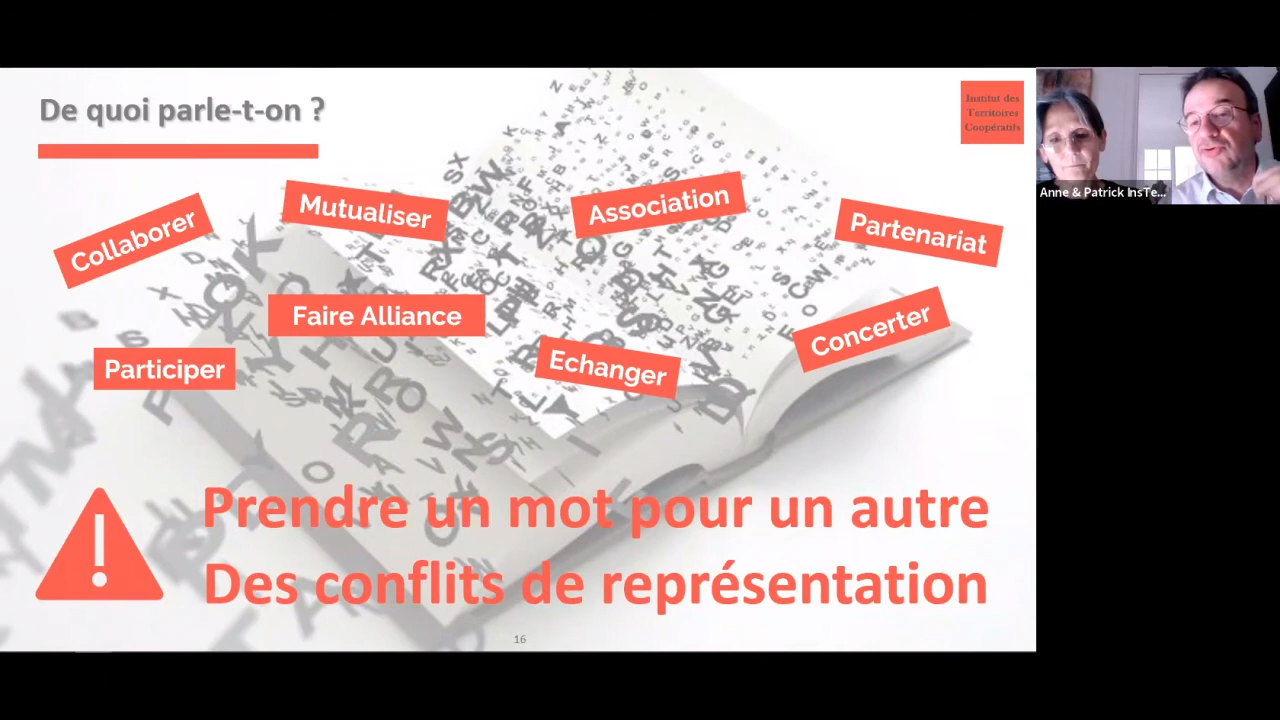 De quoi parle-t-on ?
Institut des
Territoires
Coopératifs
Anne & Patrick InsTe...
Collaborer
Mutualiser
Association
Partenariat
Faire Alliance
Concerter
Participer
Echanger
Prendre un mot pour un autre
Des conflits de représentation
16